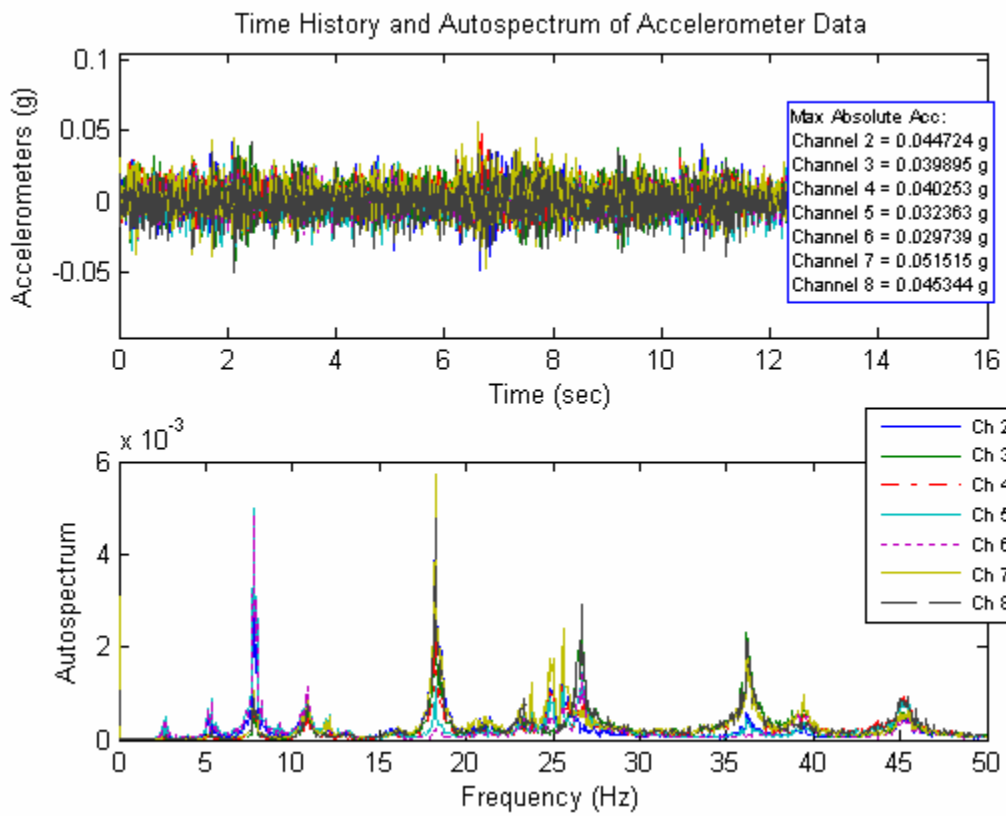 Time History and Autospectrum of Accelerometer Data
0.1
0.05
0
-0.05
Accelerometers (g)
Max Absolute Acc:
Channel 2 = 0.044724 g
Channel 3 = 0.039895 g
Channel 4 = 0.040253 g
Channel 5 = 0.032363 g
Channel 6 = 0.029739 g
Channel 7 = 0.051515 g
Channel 8 = 0.045344 g
0 2 4 6 8 10 12 14 16
Time (sec)
x 10^-3
6
4
2
0
Autospectrum
Ch 2
Ch 3
Ch 4
Ch 5
Ch 6
Ch 7
Ch 8
0 5 10 15 20 25 30 35 40 45 50
Frequency (Hz)